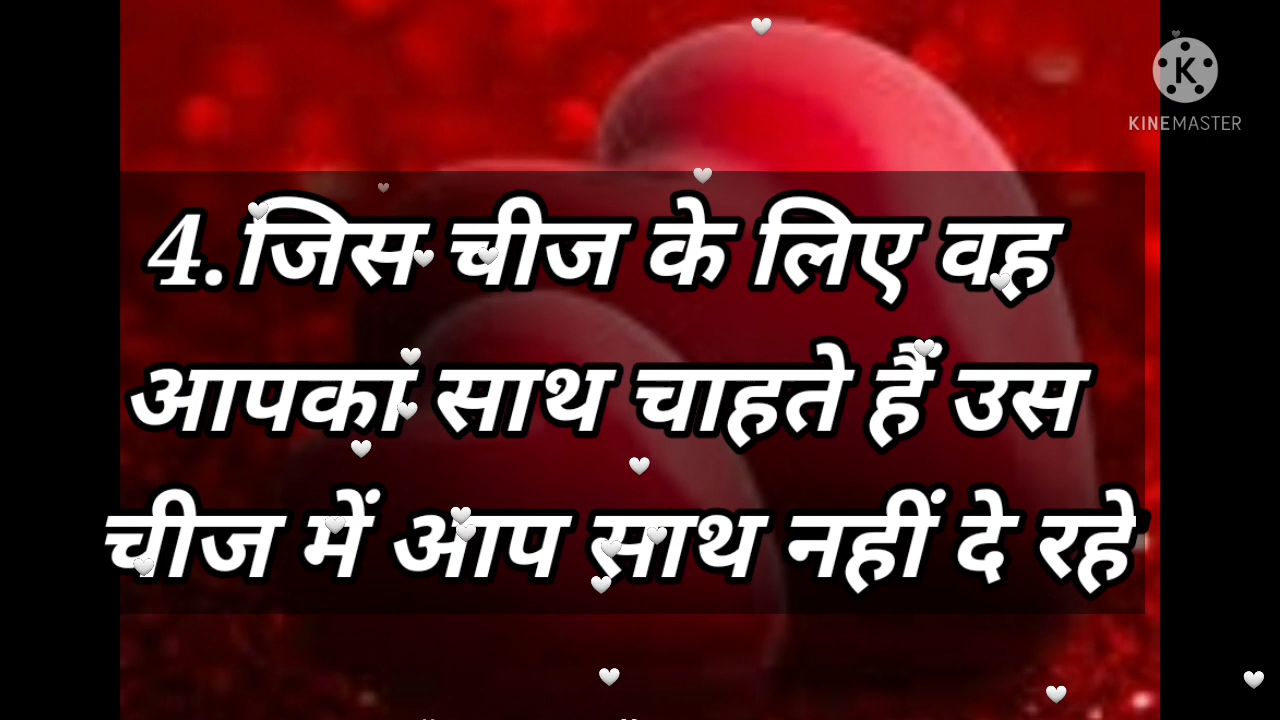 4.जिस चीज के लिए वह
आपका साथ चाहते हैं उस
चीज में आप साथ नहीं दे रहे
K
KINEMASTER